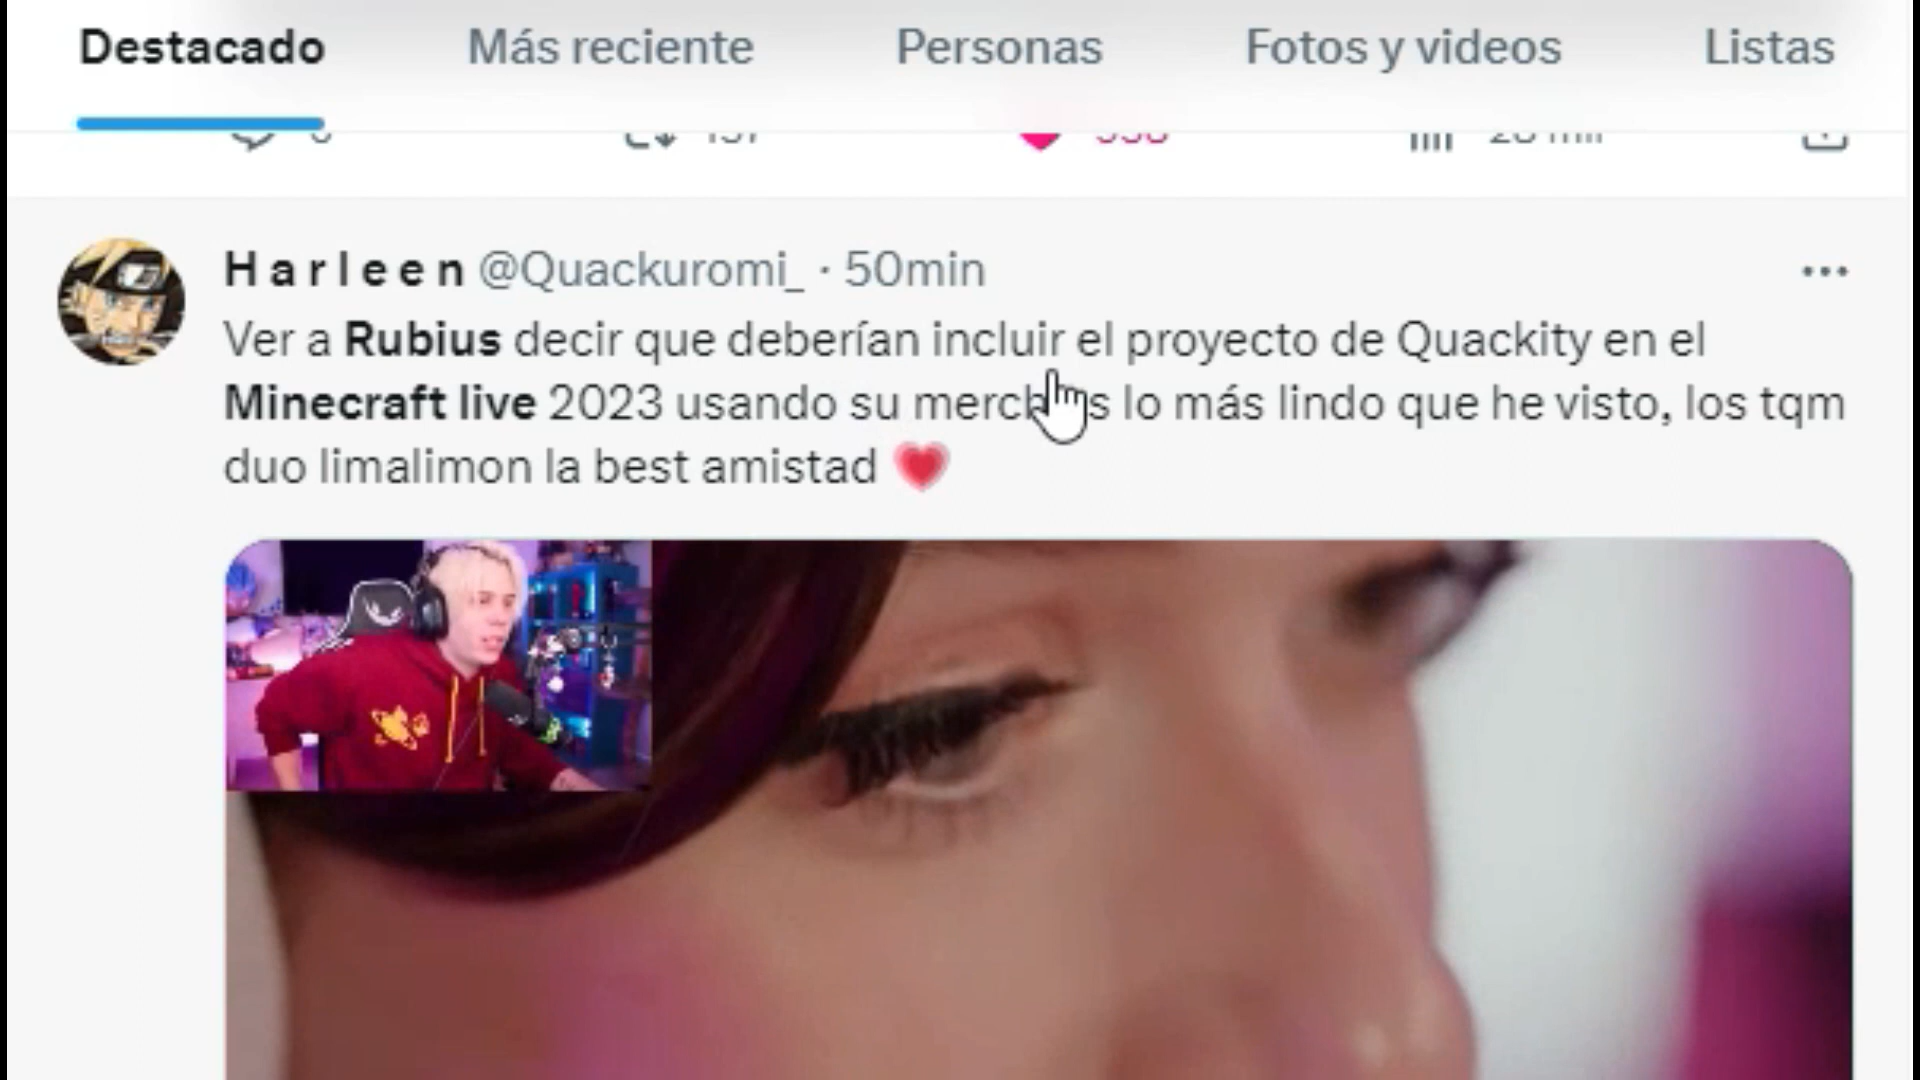 Destacado Más reciente Personas Fotos y videos Listas
Harleen @Quackuromi_ · 50min
Ver a Rubius decir que deberían incluir el proyecto de Quackity en el
Minecraft live 2023 usando su merch es lo más lindo que he visto, los tqm
duo limalimon la best amistad